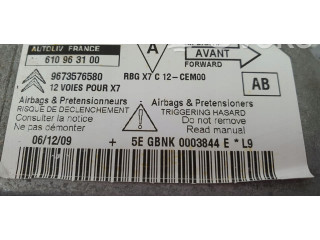 AUTOLIV FRANCE
610 96 31 00
A
AVANT
FORWARD
9673576580
RBG X7 C 12-CEM00
12 VOIES POUR X7
AB
Airbags & Pretensionneurs
RISQUE DE DÉCLENCHEMENT
Consulter la notice
Ne pas démonter
Airbags & Pretensioners
TRIGGERING HAZARD
Do not remove
Read manual
06/12/09 + 5E GBNK 0003844 E * L9